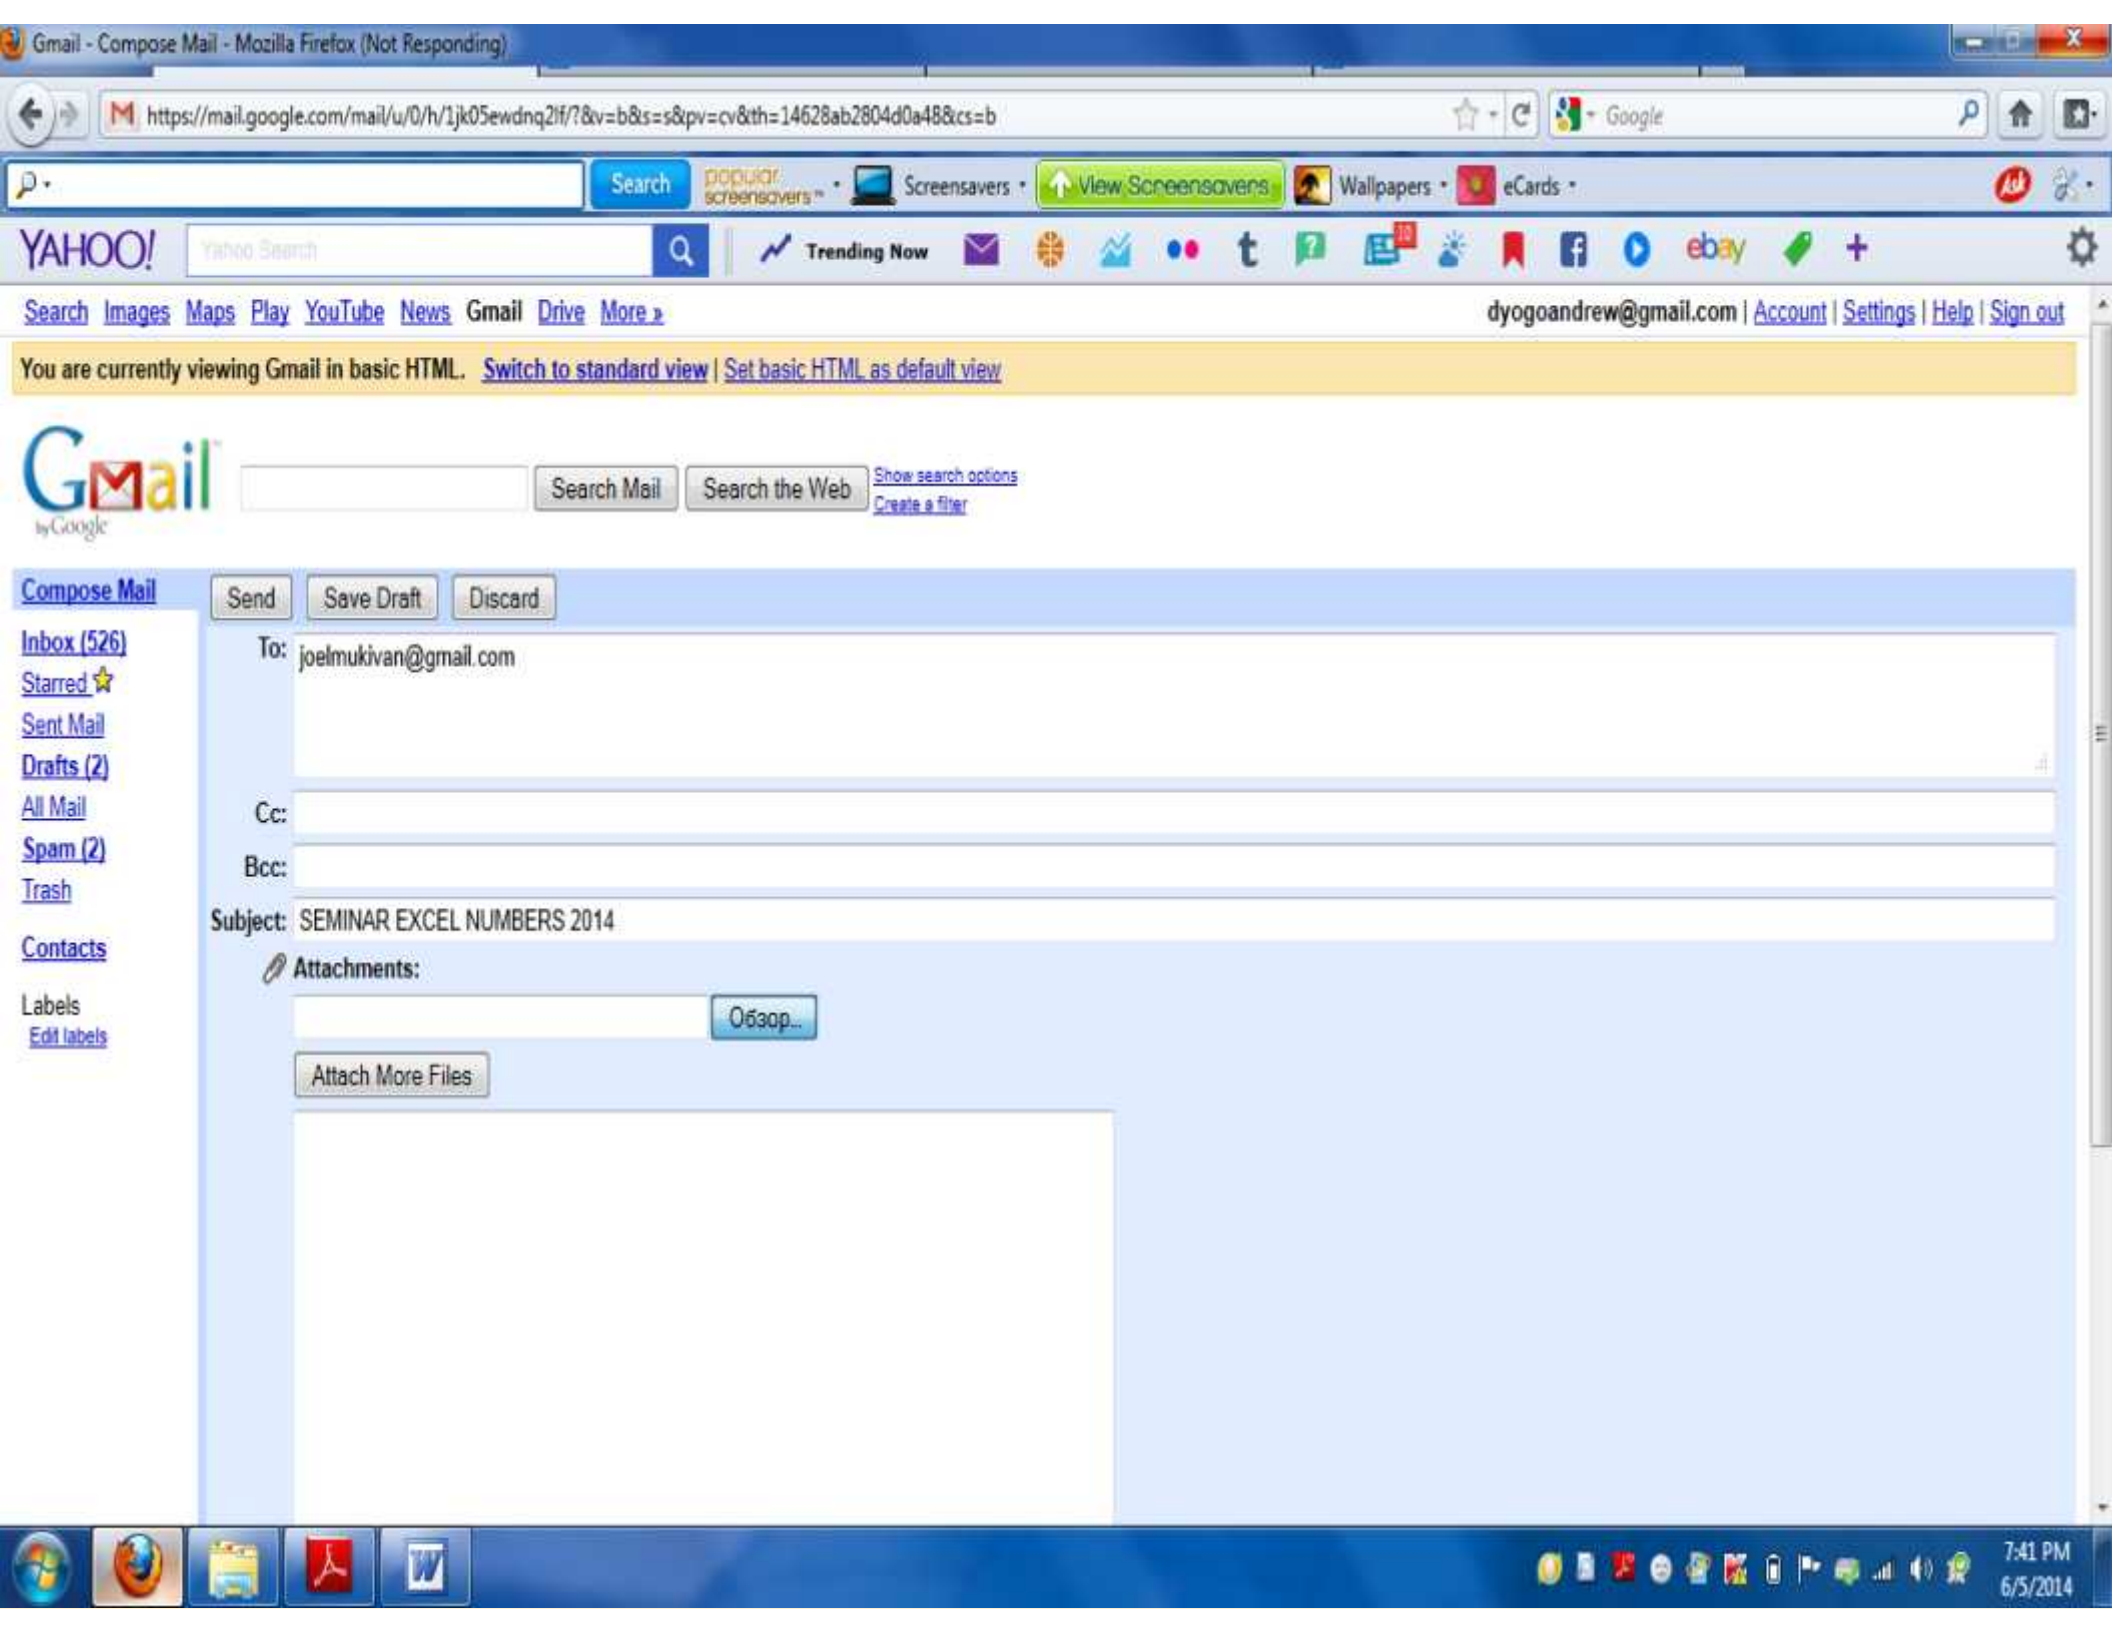 Gmail - Compose Mail - Mozilla Firefox (Not Responding)
https://mail.google.com/mail/u/0/h/1jk05ewdnq2lf/?&v=b&s=s&pv=cv&th=14628ab2804d0a48&cs=b
Google
Search popular screensavers™ Screensavers View Screensavers Wallpapers eCards Ask
YAHOO! Yahoo Search Trending Now t ? 10 f ebay +
Search Images Maps Play YouTube News Gmail Drive More » dyogoandrew@gmail.com | Account | Settings | Help | Sign out
You are currently viewing Gmail in basic HTML. Switch to standard view | Set basic HTML as default view
Gmail™
by Google
Search Mail Search the Web Show search options
Create a filter
Compose Mail Send Save Draft Discard
Inbox (526) To: joelmukivan@gmail.com
Starred
Sent Mail
Drafts (2)
All Mail Cc:
Spam (2) Bcc:
Trash
Subject: SEMINAR EXCEL NUMBERS 2014
Contacts Attachments:
Labels
Обзор...
Edit labels
Attach More Files
W
7:41 PM
6/5/2014